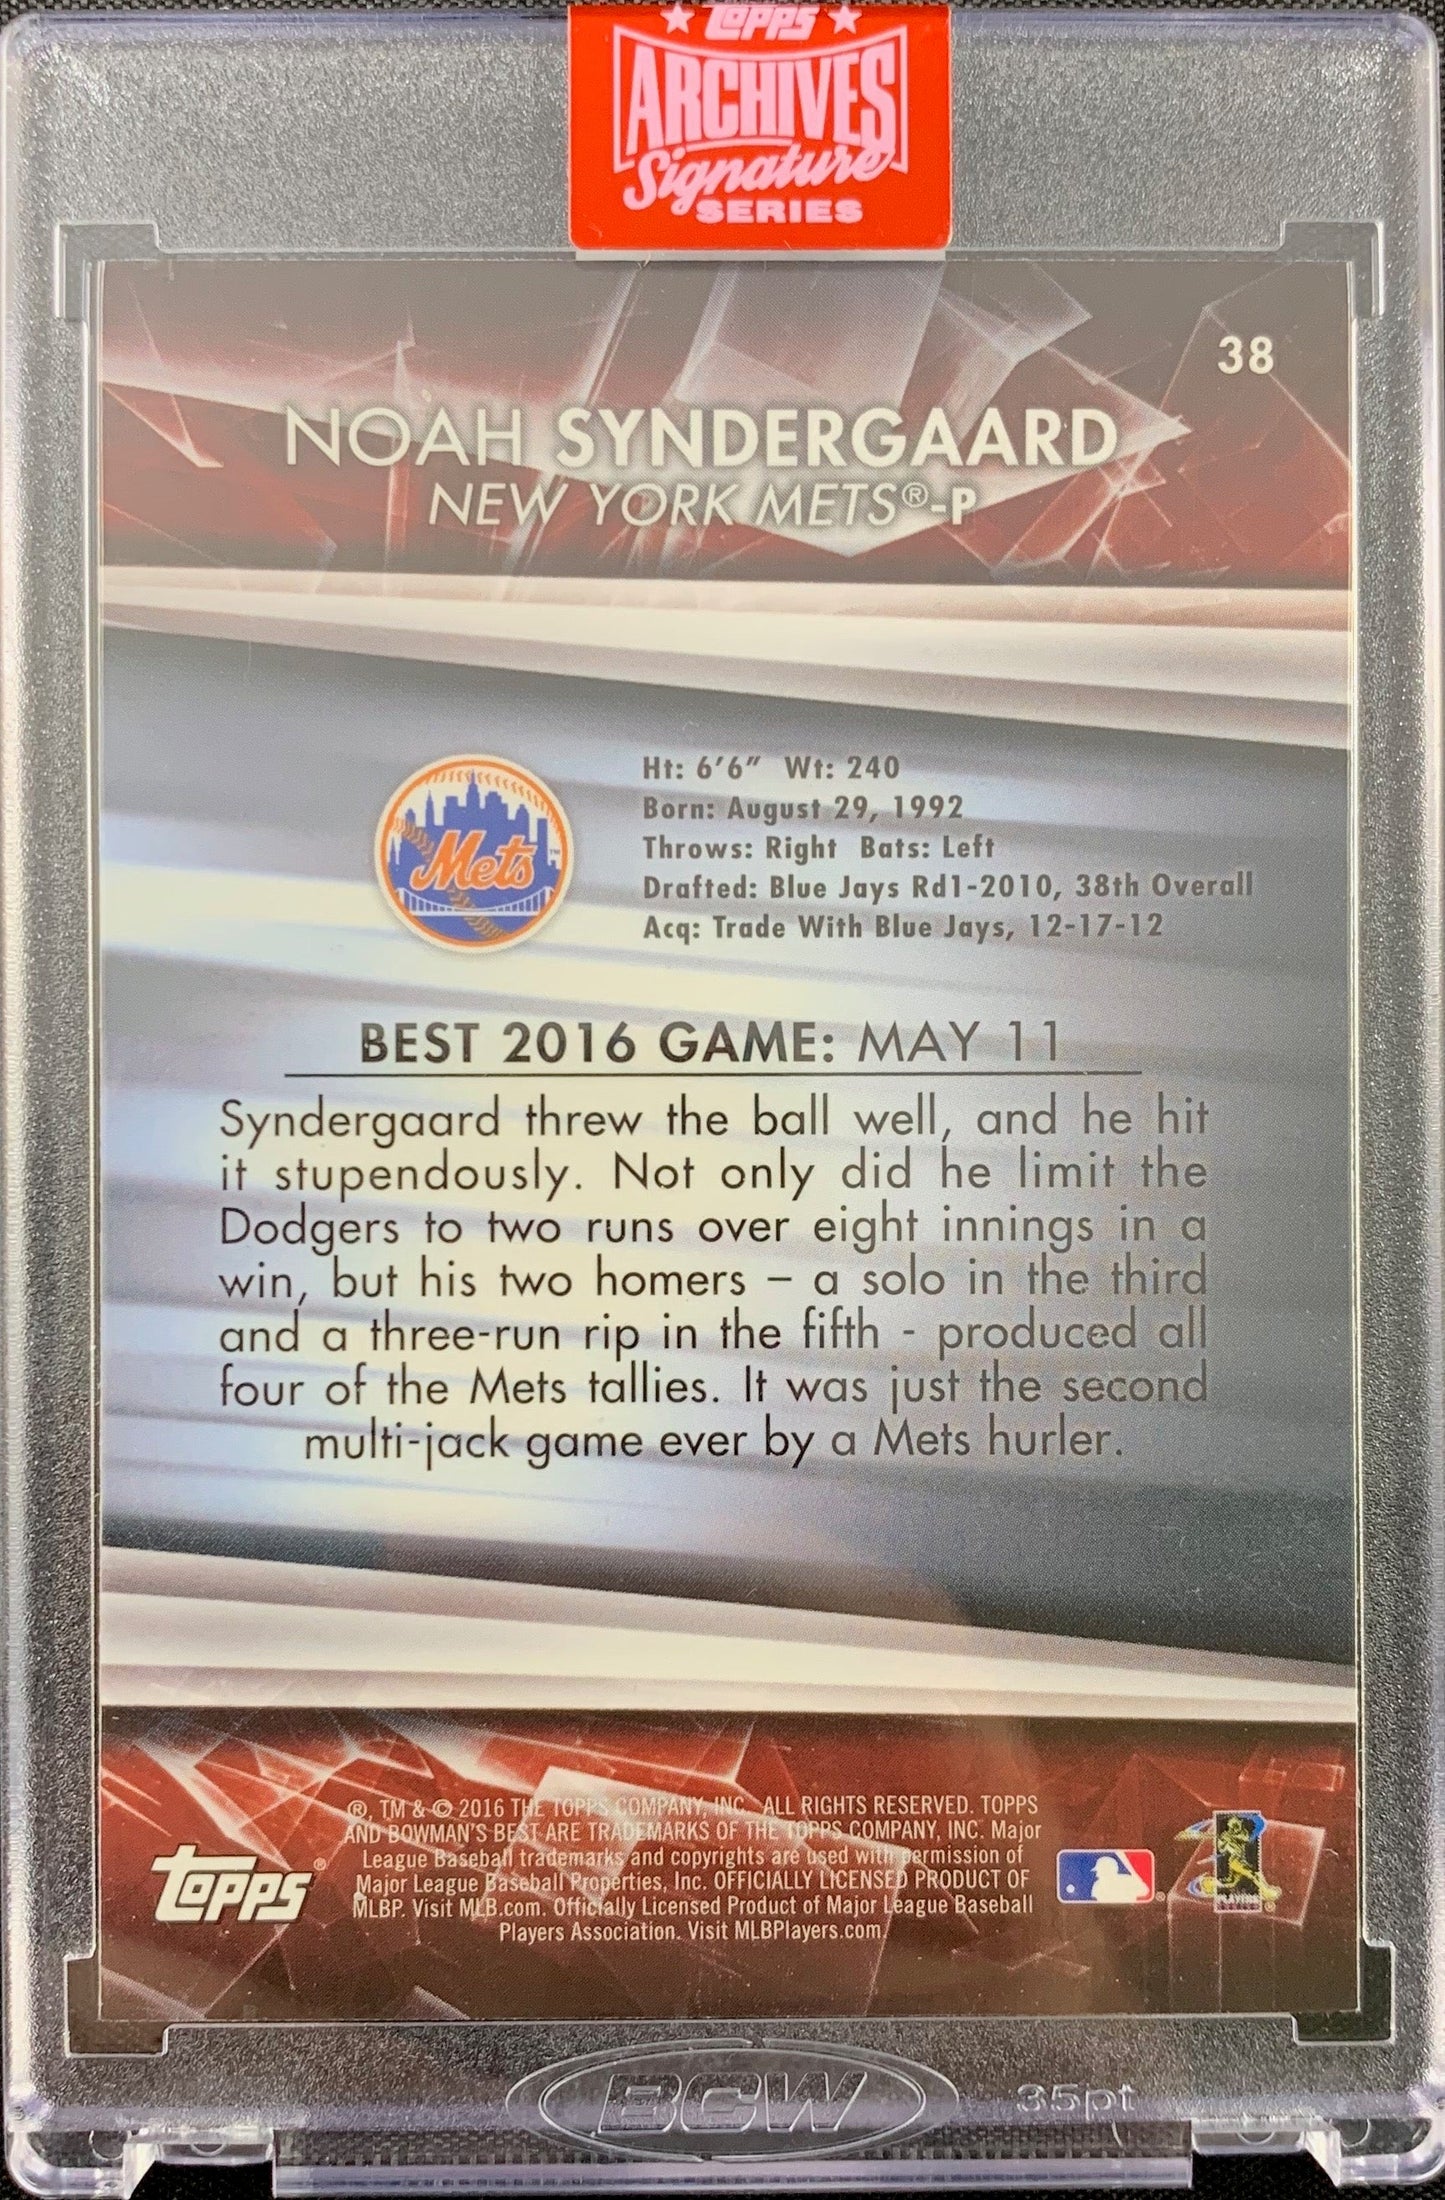 TOPPS
ARCHIVES
Signature
SERIES
38
NOAH SYNDERGAARD
NEW YORK METS®-P
Mets™
Ht: 6'6" Wt: 240
Born: August 29, 1992
Throws: Right Bats: Left
Drafted: Blue Jays Rd1-2010, 38th Overall
Acq: Trade With Blue Jays, 12-17-12
BEST 2016 GAME: MAY 11
Syndergaard threw the ball well, and he hit
it stupendously. Not only did he limit the
Dodgers to two runs over eight innings in a
win, but his two homers – a solo in the third
and a three-run rip in the fifth - produced all
four of the Mets tallies. It was just the second
multi-jack game ever by a Mets hurler.
®, TM & © 2016 THE TOPPS COMPANY, INC. ALL RIGHTS RESERVED. TOPPS
AND BOWMAN'S BEST ARE TRADEMARKS OF THE TOPPS COMPANY, INC. Major
League Baseball trademarks and copyrights are used with permission of
Major League Baseball Properties, Inc. OFFICIALLY LICENSED PRODUCT OF
MLBP. Visit MLB.com. Officially Licensed Product of Major League Baseball
Players Association. Visit MLBPlayers.com.
TOPPS®
PLAYERS
BCW
35pt